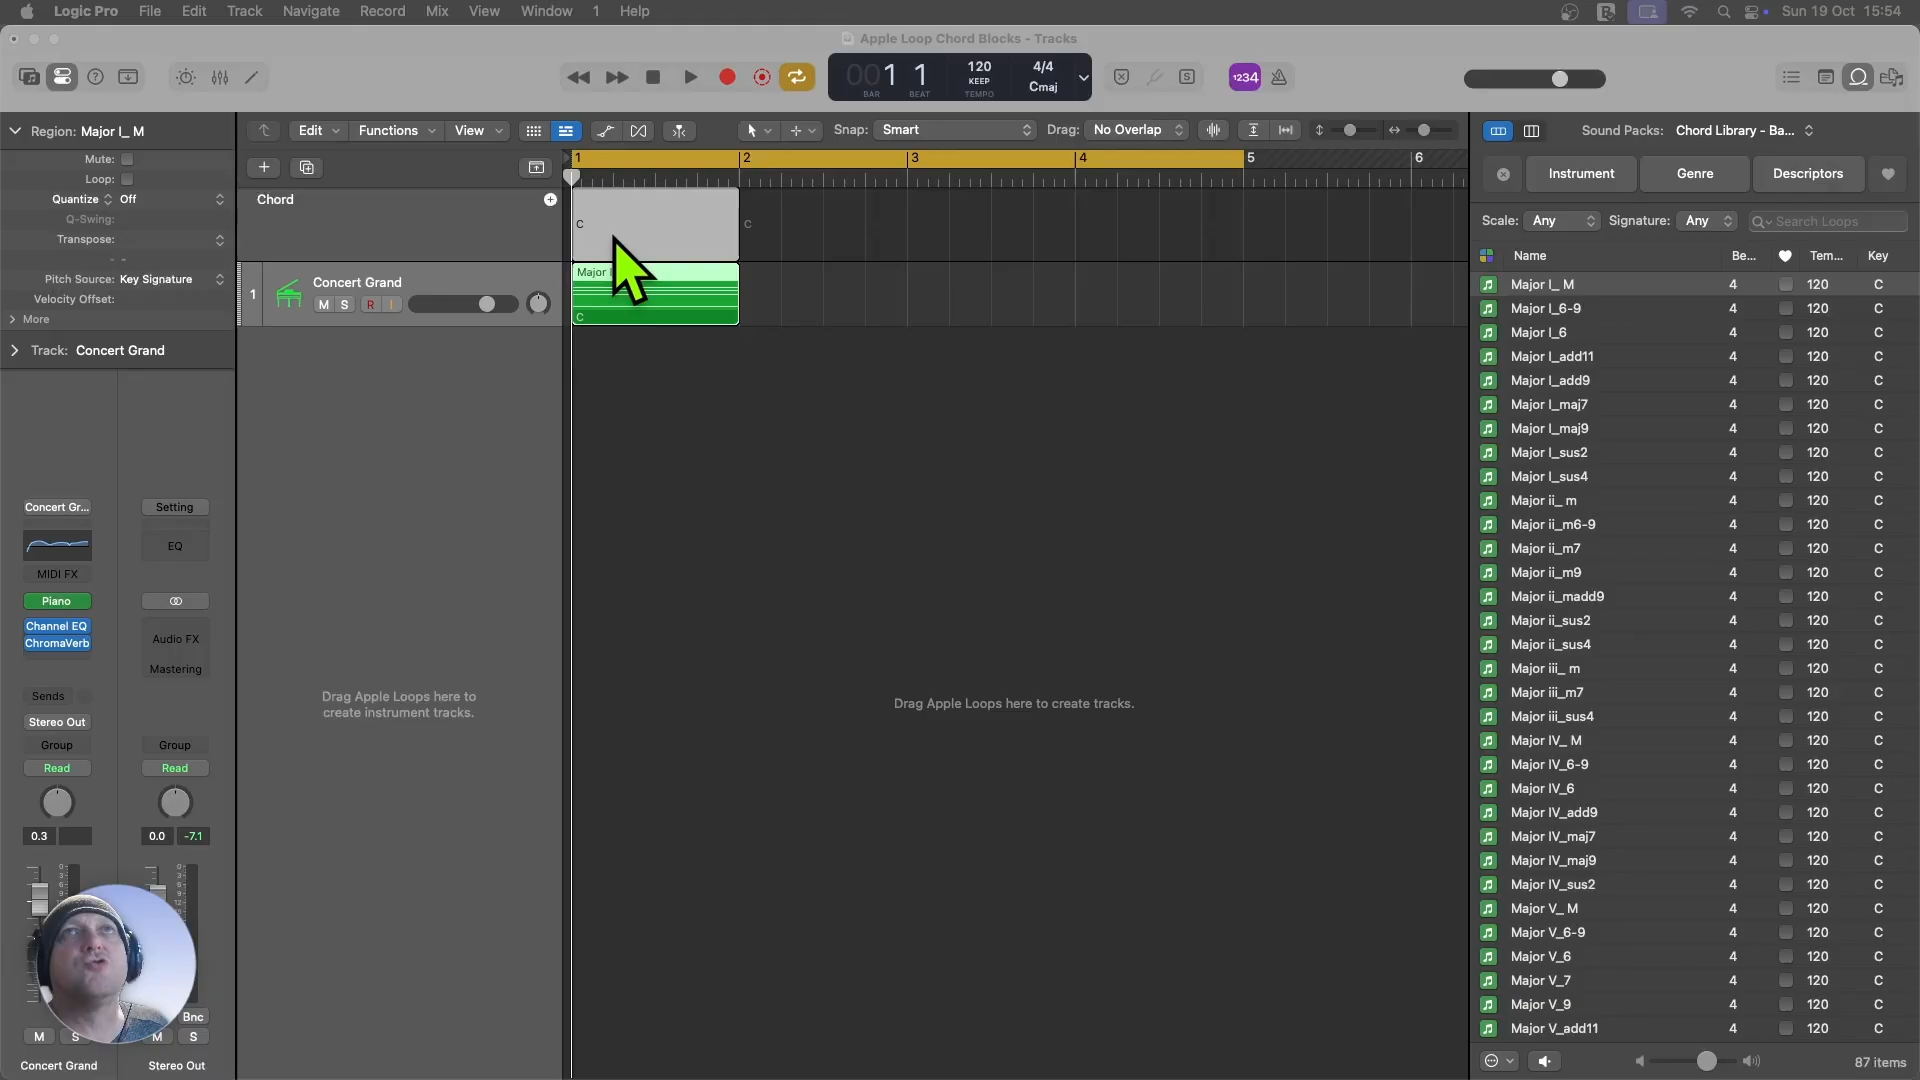 Logic Pro File Edit Track Navigate Record Mix View Window 1 Help Sun 19 Oct 15:54
Apple Loop Chord Blocks - Tracks
001 1 120 KEEP 4/4 Cmaj
BAR BEAT TEMPO
S 1234
Region: Major I_ M
Mute:
Loop:
Quantize Off
Q-Swing:
Transpose:
Pitch Source: Key Signature
Velocity Offset:
More
Track: Concert Grand
Concert Gr... Setting
EQ
MIDI FX
Piano
Channel EQ
ChromaVerb
Audio FX
Mastering
Sends
Stereo Out
Group Group
Read Read
0.3 0.0 -7.1
Bnc
M S M S
Concert Grand Stereo Out
Edit Functions View Snap: Smart Drag: No Overlap
1 2 3 4 5 6
Chord
C C
1 Concert Grand
M S R I
Major I
C
Drag Apple Loops here to
create instrument tracks.
Drag Apple Loops here to create tracks.
Sound Packs: Chord Library - Ba...
Instrument Genre Descriptors
Scale: Any Signature: Any Search Loops
Name Be... Tem... Key
Major I_ M 4 120 C
Major I_6-9 4 120 C
Major I_6 4 120 C
Major I_add11 4 120 C
Major I_add9 4 120 C
Major I_maj7 4 120 C
Major I_maj9 4 120 C
Major I_sus2 4 120 C
Major I_sus4 4 120 C
Major ii_ m 4 120 C
Major ii_m6-9 4 120 C
Major ii_m7 4 120 C
Major ii_m9 4 120 C
Major ii_madd9 4 120 C
Major ii_sus2 4 120 C
Major ii_sus4 4 120 C
Major iii_ m 4 120 C
Major iii_m7 4 120 C
Major iii_sus4 4 120 C
Major IV_ M 4 120 C
Major IV_6-9 4 120 C
Major IV_6 4 120 C
Major IV_add9 4 120 C
Major IV_maj7 4 120 C
Major IV_maj9 4 120 C
Major IV_sus2 4 120 C
Major V_ M 4 120 C
Major V_6-9 4 120 C
Major V_6 4 120 C
Major V_7 4 120 C
Major V_9 4 120 C
Major V_add11 4 120 C
87 items